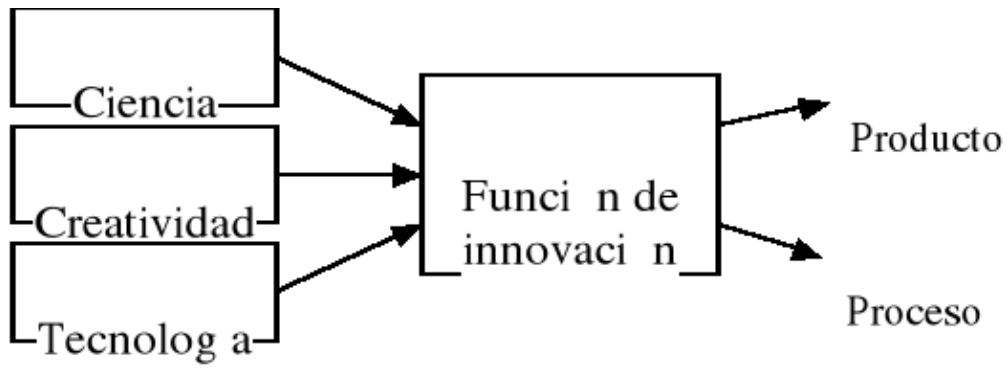 Ciencia
Creatividad
Tecnolog a
Funci n de
innovaci n
Producto
Proceso